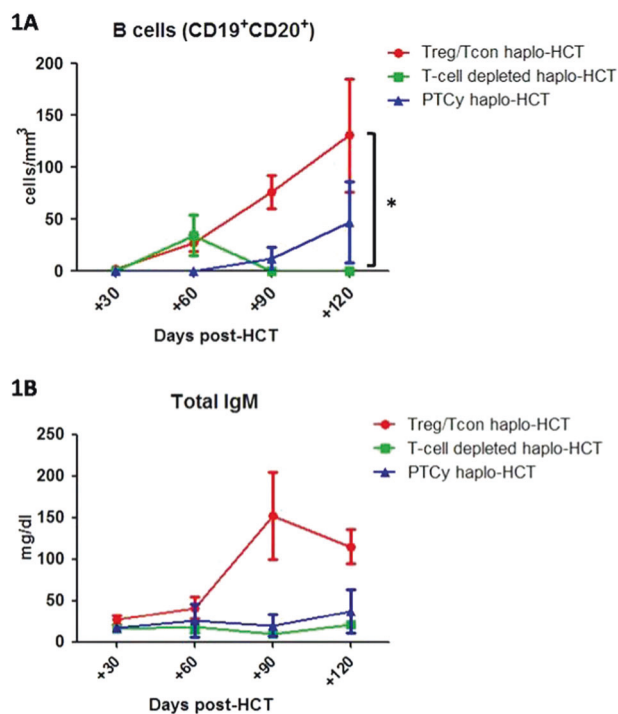 1A
B cells (CD19⁺CD20⁺)
Treg/Tcon haplo-HCT
T-cell depleted haplo-HCT
PTCy haplo-HCT
200
150
100
50
0
cells/mm³
*
+30
+60
+90
+120
Days post-HCT
1B
Total IgM
Treg/Tcon haplo-HCT
T-cell depleted haplo-HCT
PTCy haplo-HCT
250
200
150
100
50
0
mg/dl
+30
+60
+90
+120
Days post-HCT